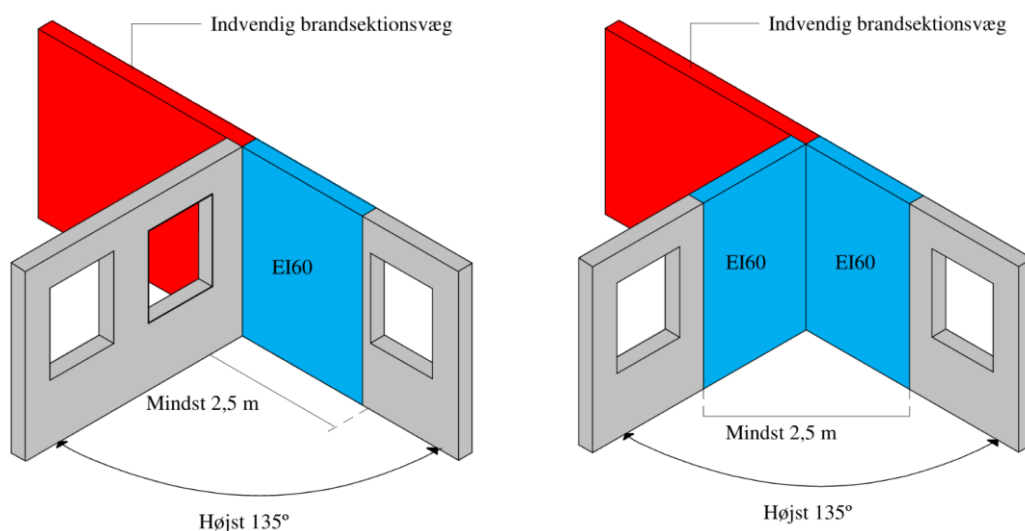 Indvendig brandsektionsvæg
EI60
Mindst 2,5 m
Højst 135º
Indvendig brandsektionsvæg
EI60
EI60
Mindst 2,5 m
Højst 135º